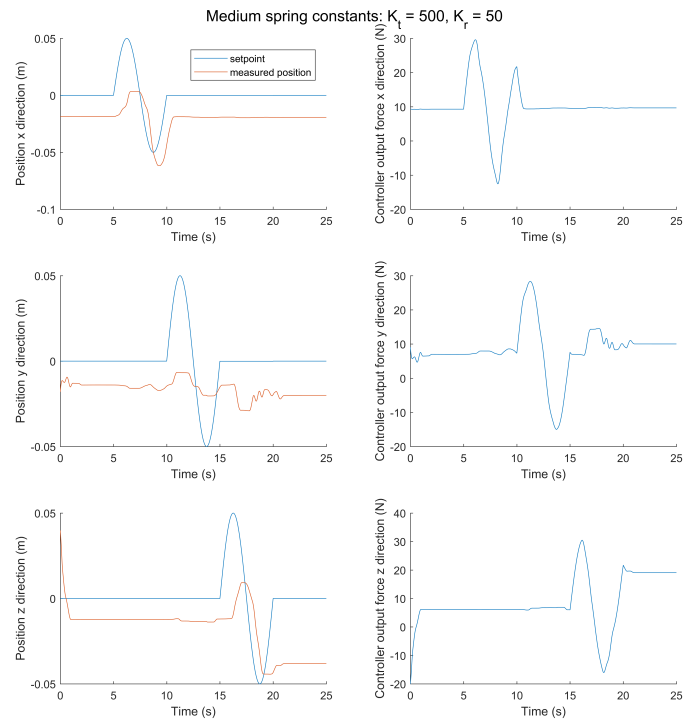 Medium spring constants: Kt = 500, Kr = 50
Position x direction (m)
0.05
0
-0.05
-0.1
0 5 10 15 20 25
Time (s)
setpoint
measured position
Controller output force x direction (N)
30
20
10
0
-10
-20
0 5 10 15 20 25
Time (s)
Position y direction (m)
0.05
0
-0.05
0 5 10 15 20 25
Time (s)
Controller output force y direction (N)
30
20
10
0
-10
-20
0 5 10 15 20 25
Time (s)
Position z direction (m)
0.05
0
-0.05
0 5 10 15 20 25
Time (s)
Controller output force z direction (N)
40
30
20
10
0
-10
-20
0 5 10 15 20 25
Time (s)